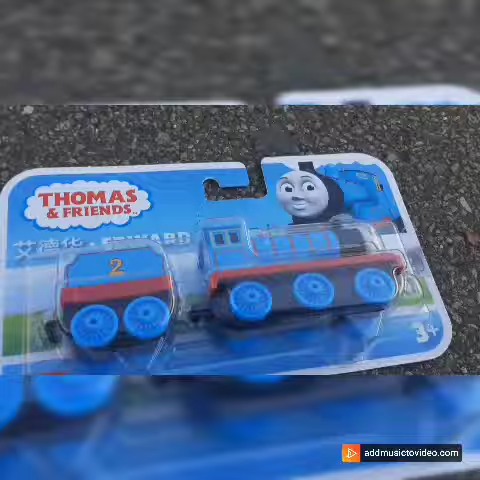 THOMAS
& FRIENDS
艾德华 · EDWARD
2
3+
addmusictovideo.com